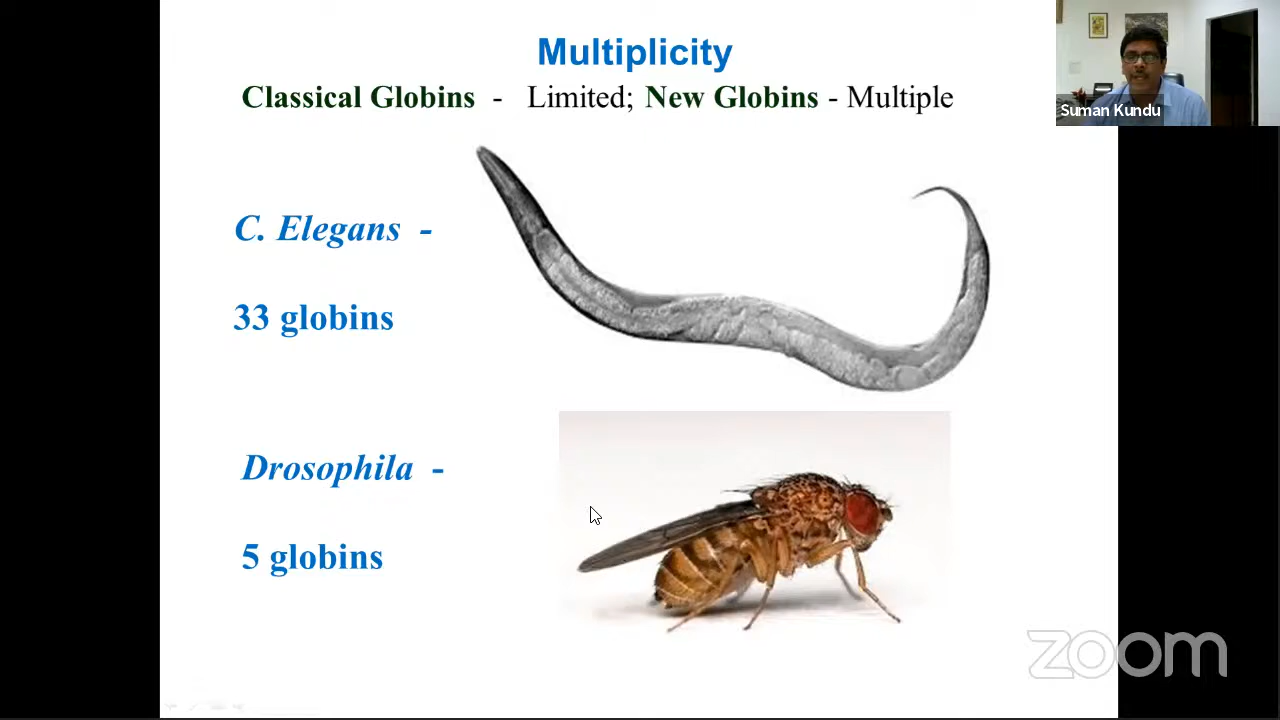 Multiplicity
Classical Globins - Limited; New Globins - Multiple
Suman Kundu
C. Elegans -
33 globins
Drosophila -
5 globins
zoom